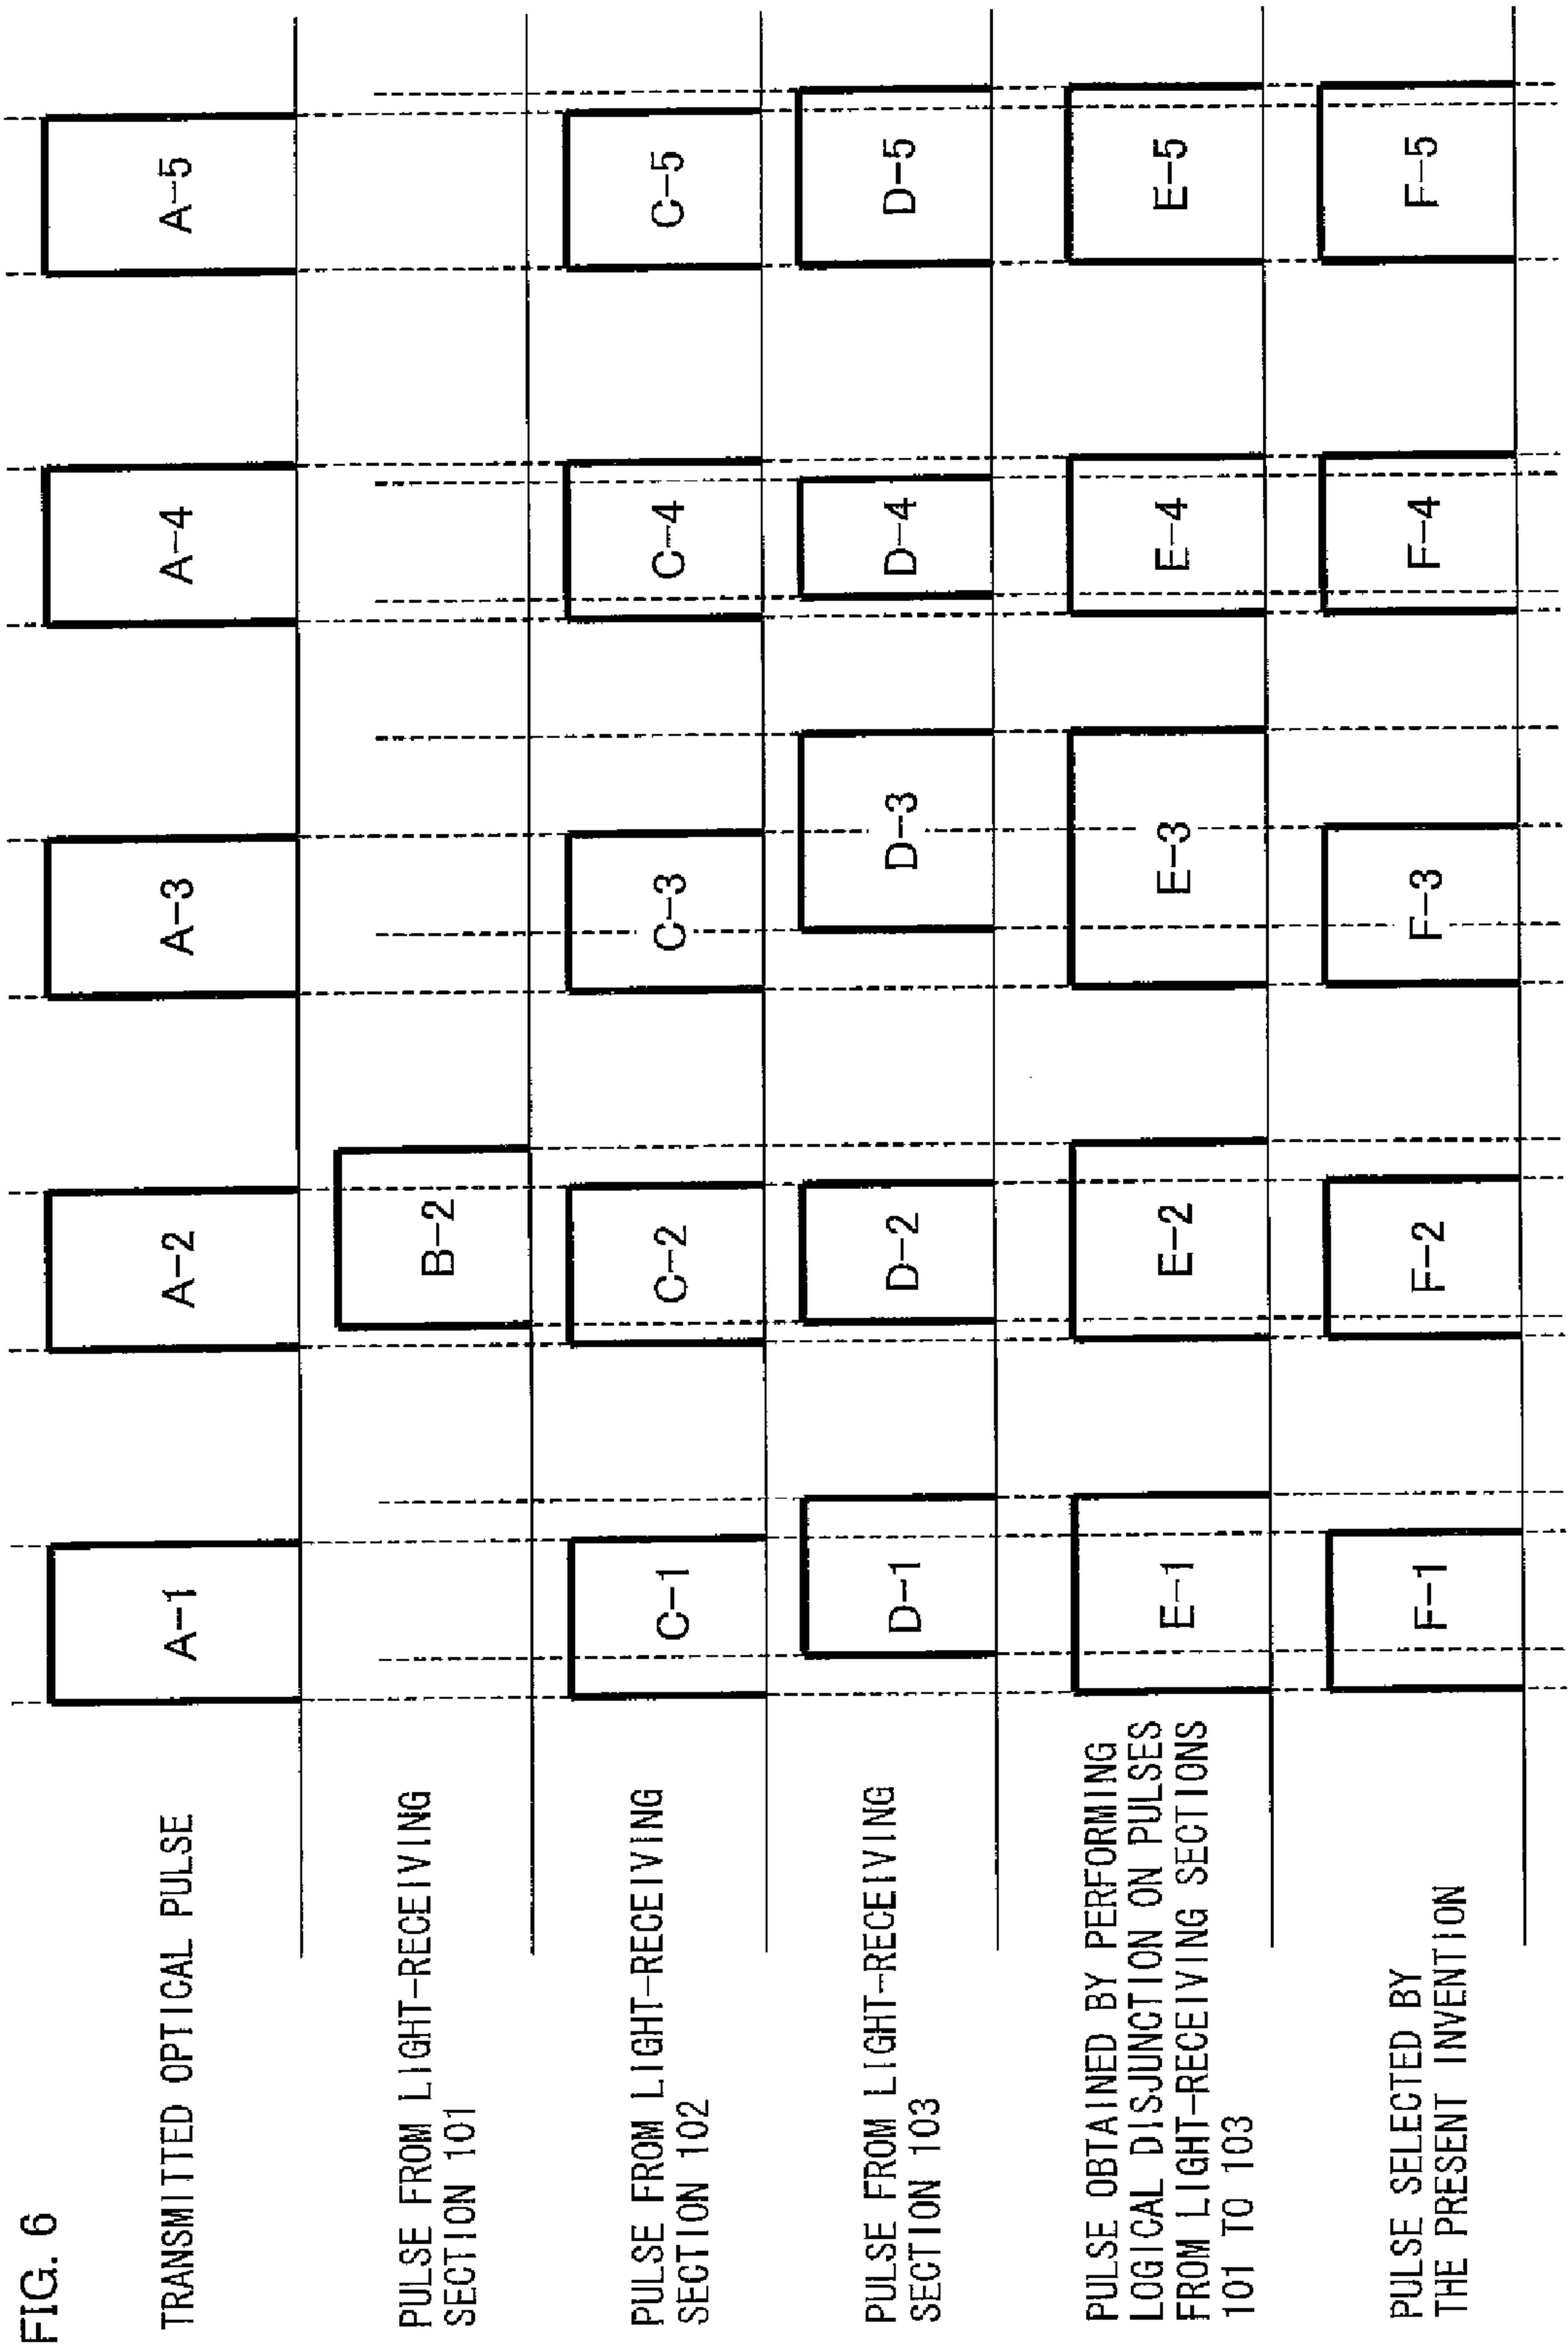 FIG. 6
TRANSMITTED OPTICAL PULSE
A-1
A-2
A-3
A-4
A-5
PULSE FROM LIGHT-RECEIVING
SECTION 101
B-2
PULSE FROM LIGHT-RECEIVING
SECTION 102
C-1
C-2
C-3
C-4
C-5
PULSE FROM LIGHT-RECEIVING
SECTION 103
D-1
D-2
D-3
D-4
D-5
PULSE OBTAINED BY PERFORMING
LOGICAL DISJUNCTION ON PULSES
FROM LIGHT-RECEIVING SECTIONS
101 TO 103
E-1
E-2
E-3
E-4
E-5
PULSE SELECTED BY
THE PRESENT INVENTION
F-1
F-2
F-3
F-4
F-5